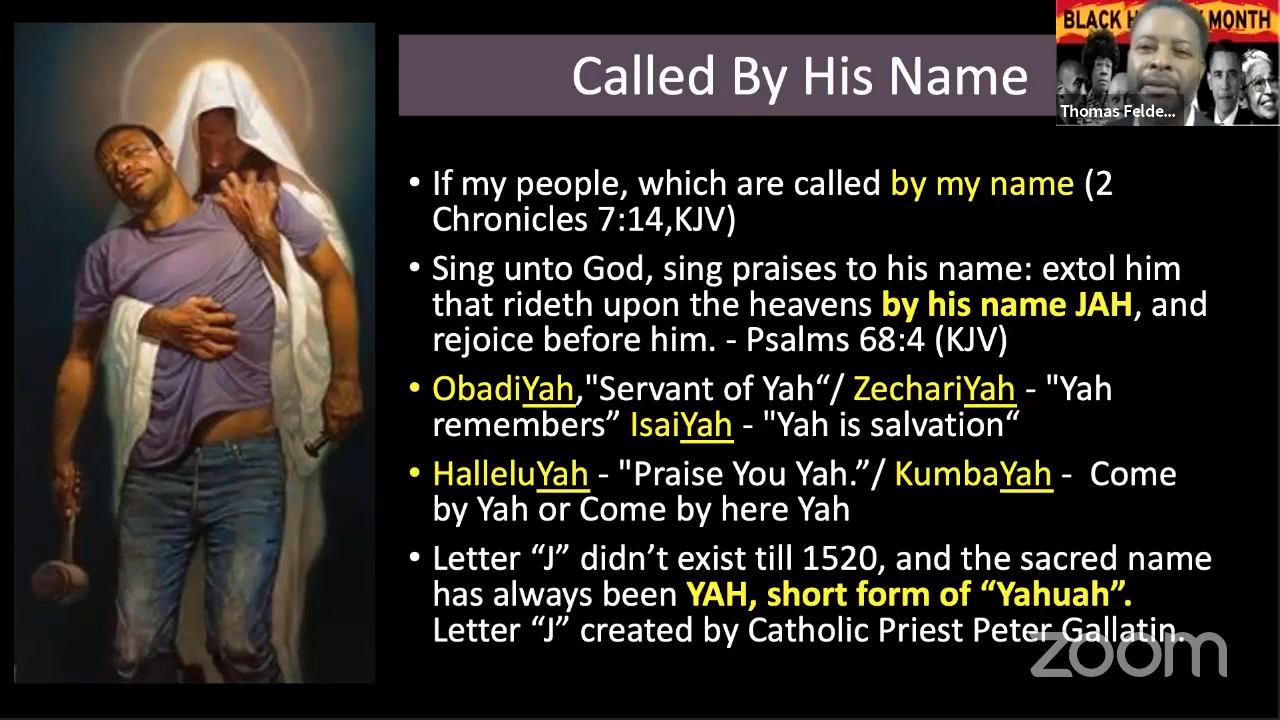 Called By His Name
BLACK H MONTH
Thomas Felde...
• If my people, which are called by my name (2
Chronicles 7:14,KJV)
• Sing unto God, sing praises to his name: extol him
that rideth upon the heavens by his name JAH, and
rejoice before him. - Psalms 68:4 (KJV)
• ObadiYah,"Servant of Yah“/ ZechariYah - "Yah
remembers” IsaiYah - "Yah is salvation“
• HalleluYah - "Praise You Yah.”/ KumbaYah - Come
by Yah or Come by here Yah
• Letter “J” didn’t exist till 1520, and the sacred name
has always been YAH, short form of “Yahuah”.
Letter “J” created by Catholic Priest Peter Gallatin.
zoom